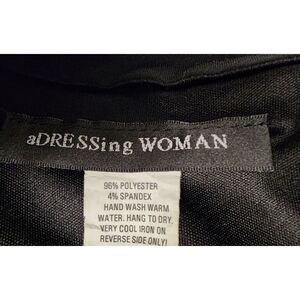 aDRESSing WOMAN
96% POLYESTER
4% SPANDEX
HAND WASH WARM
WATER. HANG TO DRY
VERY COOL IRON ON
REVERSE SIDE ONLY!